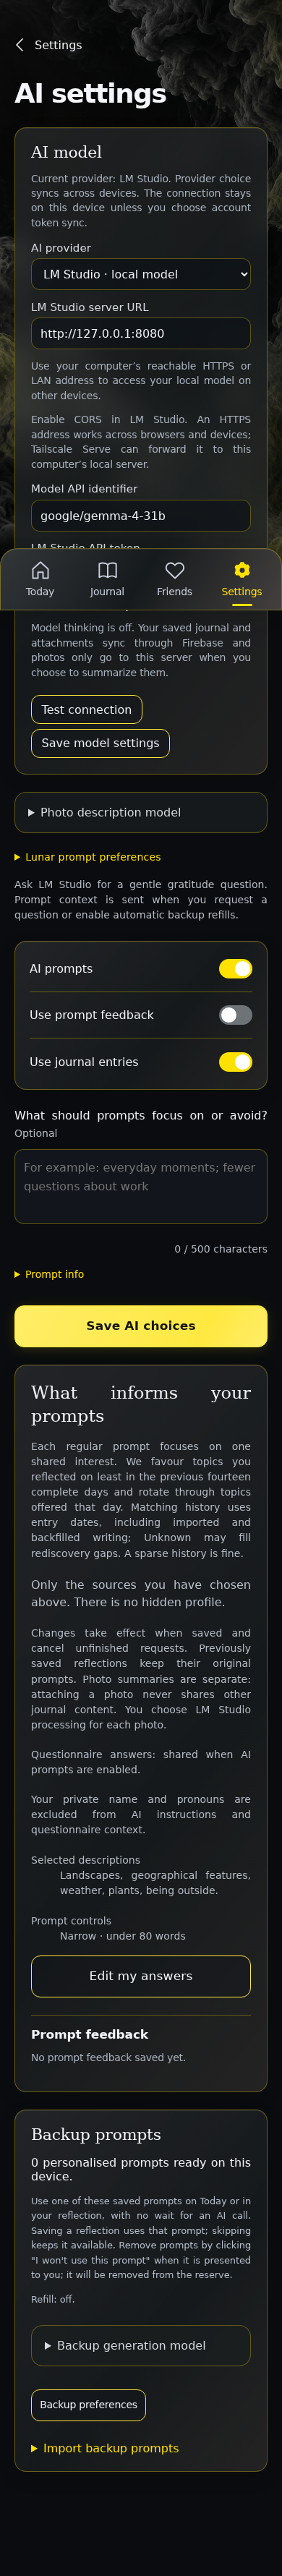 Settings
AI settings
AI model
Current provider: LM Studio. Provider choice
syncs across devices. The connection stays
on this device unless you choose account
token sync.
AI provider
LM Studio · local model
LM Studio server URL
http://127.0.0.1:8080
Use your computer's reachable HTTPS or
LAN address to access your local model on
other devices.
Enable CORS in LM Studio. An HTTPS
address works across browsers and devices;
Tailscale Serve can forward it to this
computer's local server.
Model API identifier
google/gemma-4-31b
LM Studio API token
Today
Journal
Friends
Settings
Model thinking is off. Your saved journal and
attachments sync through Firebase and
photos only go to this server when you
choose to summarize them.
Test connection
Save model settings
Photo description model
Lunar prompt preferences
Ask LM Studio for a gentle gratitude question.
Prompt context is sent when you request a
question or enable automatic backup refills.
AI prompts
Use prompt feedback
Use journal entries
What should prompts focus on or avoid?
Optional
For example: everyday moments; fewer
questions about work
0 / 500 characters
Prompt info
Save AI choices
What informs your
prompts
Each regular prompt focuses on one
shared interest. We favour topics you
reflected on least in the previous fourteen
complete days and rotate through topics
offered that day. Matching history uses
entry dates, including imported and
backfilled writing; Unknown may fill
rediscovery gaps. A sparse history is fine.
Only the sources you have chosen
above. There is no hidden profile.
Changes take effect when saved and
cancel unfinished requests. Previously
saved reflections keep their original
prompts. Photo summaries are separate:
attaching a photo never shares other
journal content. You choose LM Studio
processing for each photo.
Questionnaire answers: shared when AI
prompts are enabled.
Your private name and pronouns are
excluded from AI instructions and
questionnaire context.
Selected descriptions
Landscapes, geographical features,
weather, plants, being outside.
Prompt controls
Narrow · under 80 words
Edit my answers
Prompt feedback
No prompt feedback saved yet.
Backup prompts
0 personalised prompts ready on this
device.
Use one of these saved prompts on Today or in
your reflection, with no wait for an AI call.
Saving a reflection uses that prompt; skipping
keeps it available. Remove prompts by clicking
"I won't use this prompt" when it is presented
to you; it will be removed from the reserve.
Refill: off.
Backup generation model
Backup preferences
Import backup prompts